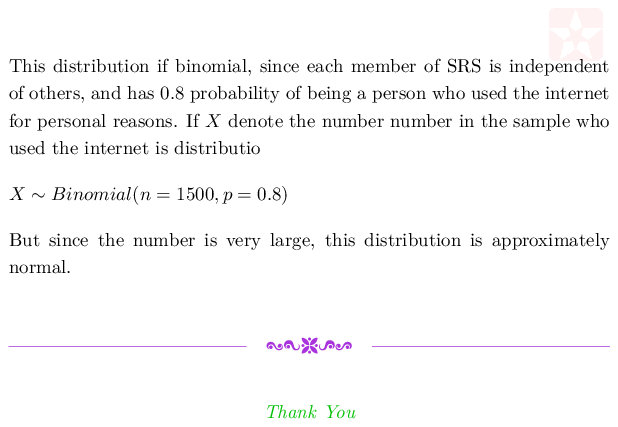 This distribution if binomial, since each member of SRS is independent
of others, and has 0.8 probability of being a person who used the internet
for personal reasons. If X denote the number number in the sample who
used the internet is distributio
X ∼ Binomial(n = 1500, p = 0.8)
But since the number is very large, this distribution is approximately
normal.
Thank You